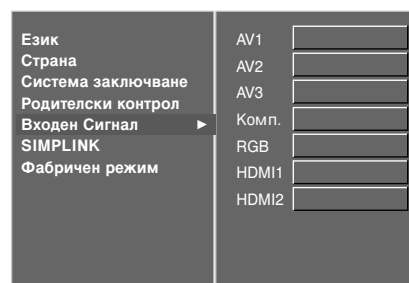 Език
Страна
Система заключване
Родителски контрол
Входен Сигнал ►
SIMPLINK
Фабричен режим
AV1
AV2
AV3
Комп.
RGB
HDMI1
HDMI2